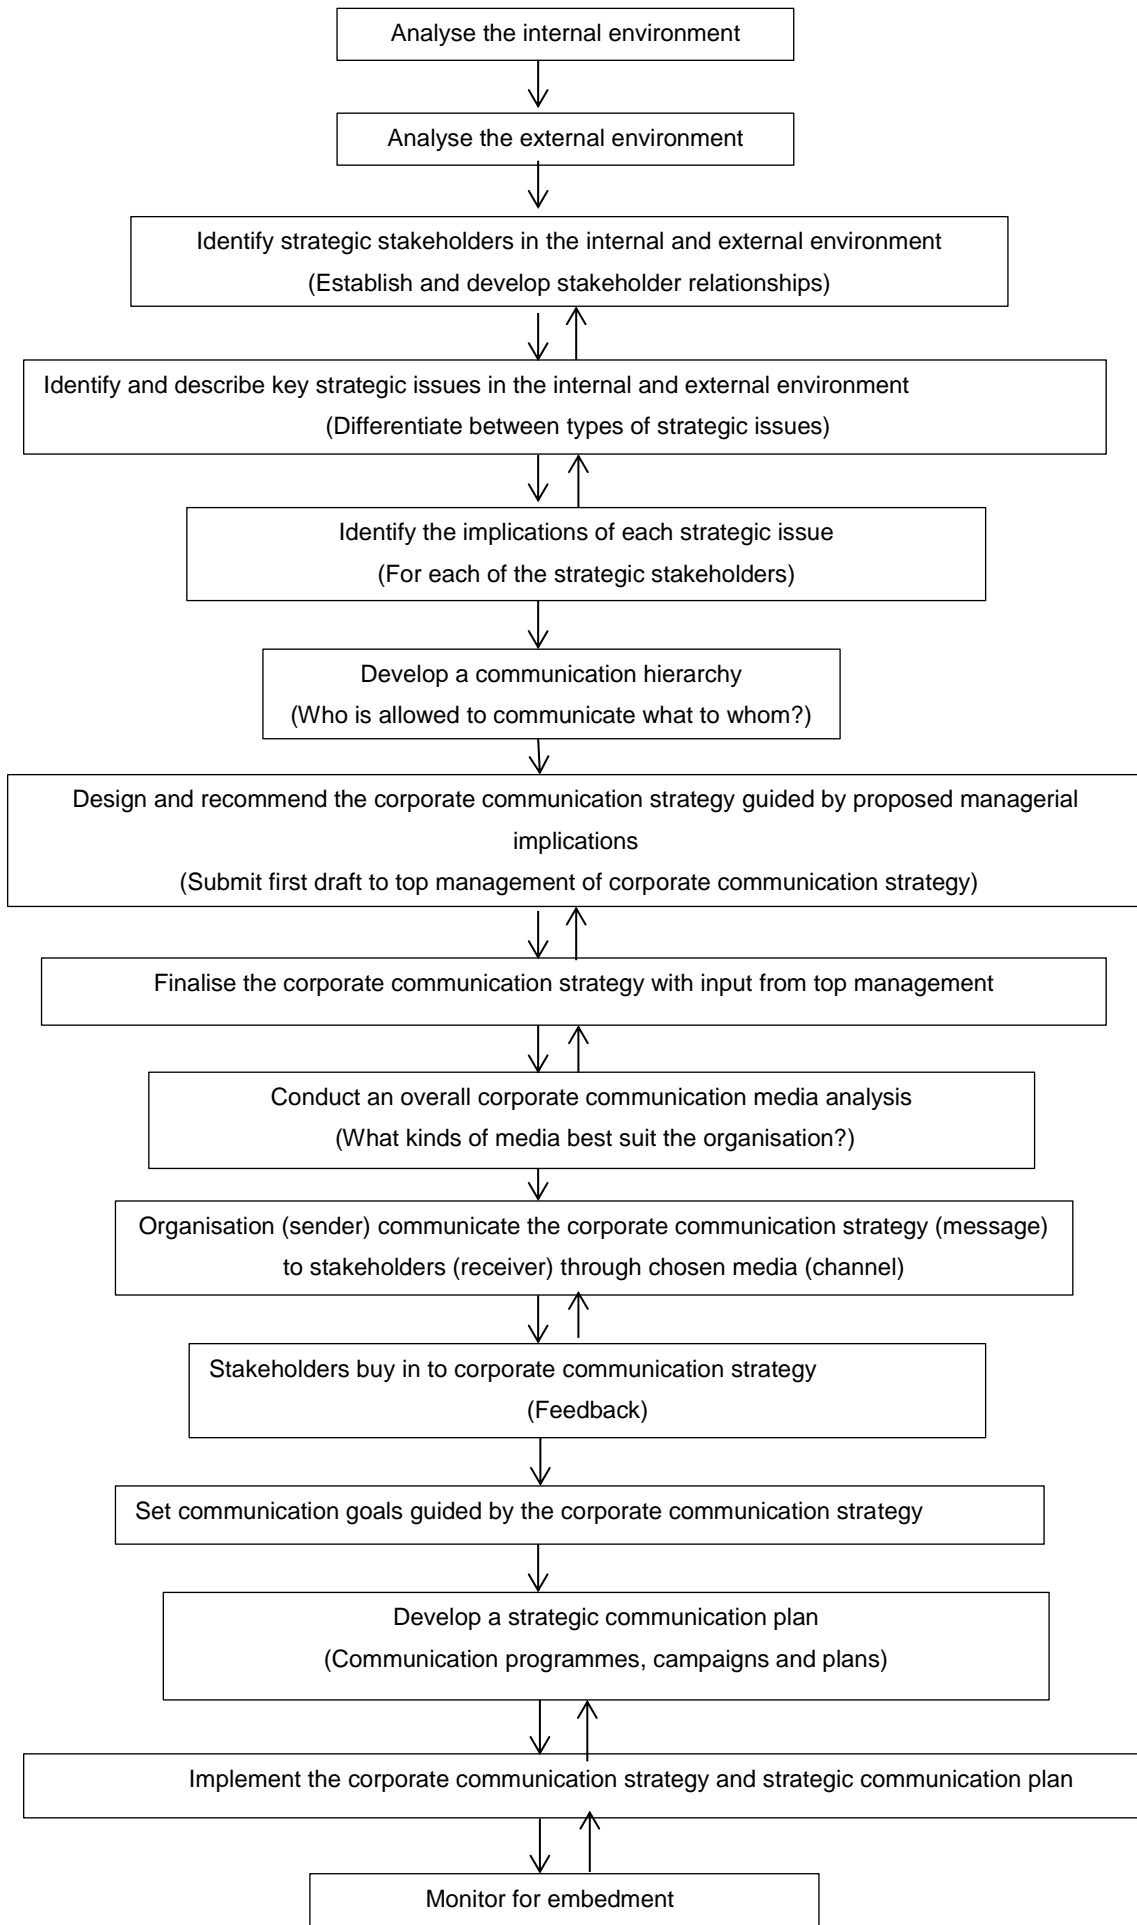 Analyse the internal environment
Analyse the external environment
Identify strategic stakeholders in the internal and external environment
(Establish and develop stakeholder relationships)
Identify and describe key strategic issues in the internal and external environment
(Differentiate between types of strategic issues)
Identify the implications of each strategic issue
(For each of the strategic stakeholders)
Develop a communication hierarchy
(Who is allowed to communicate what to whom?)
Design and recommend the corporate communication strategy guided by proposed managerial
implications
(Submit first draft to top management of corporate communication strategy)
Finalise the corporate communication strategy with input from top management
Conduct an overall corporate communication media analysis
(What kinds of media best suit the organisation?)
Organisation (sender) communicate the corporate communication strategy (message)
to stakeholders (receiver) through chosen media (channel)
Stakeholders buy in to corporate communication strategy
(Feedback)
Set communication goals guided by the corporate communication strategy
Develop a strategic communication plan
(Communication programmes, campaigns and plans)
Implement the corporate communication strategy and strategic communication plan
Monitor for embedment